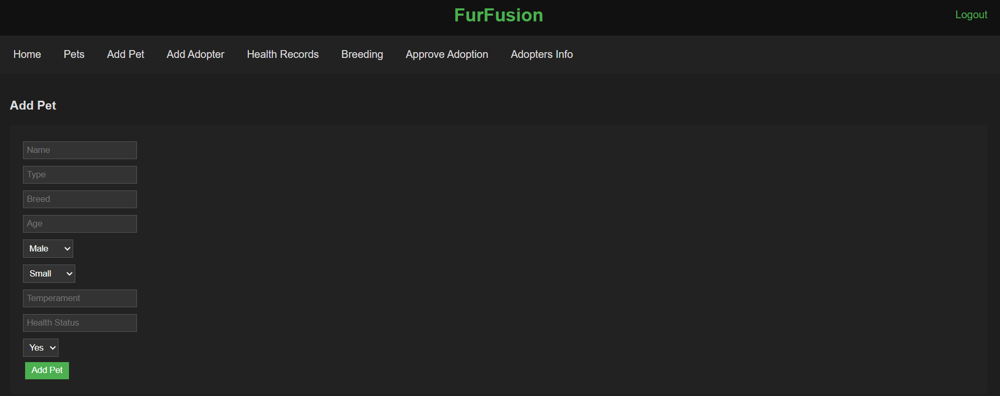 FurFusion
Logout
Home Pets Add Pet Add Adopter Health Records Breeding Approve Adoption Adopters Info
Add Pet
Name
Type
Breed
Age
Male
Small
Temperament
Health Status
Yes
Add Pet